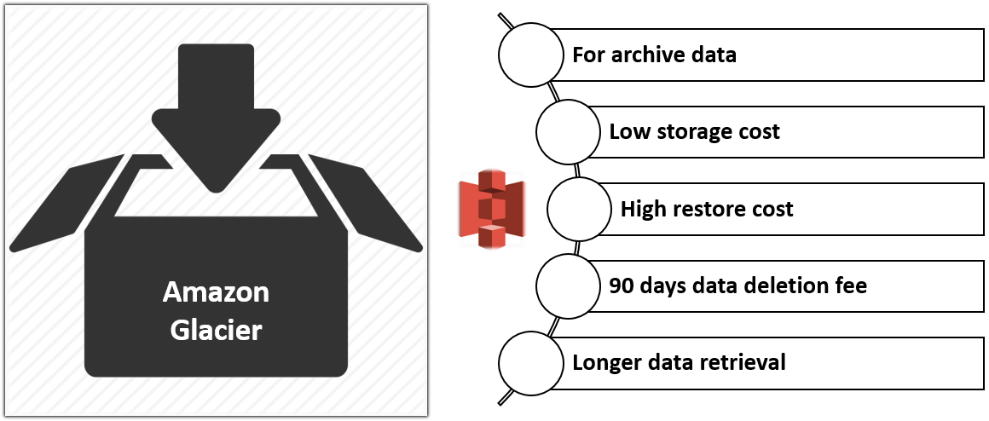 Amazon
Glacier
For archive data
Low storage cost
High restore cost
90 days data deletion fee
Longer data retrieval